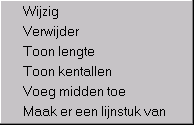 Wijzig
Verwijder
Toon lengte
Toon kentallen
Voeg midden toe
Maak er een lijnstuk van